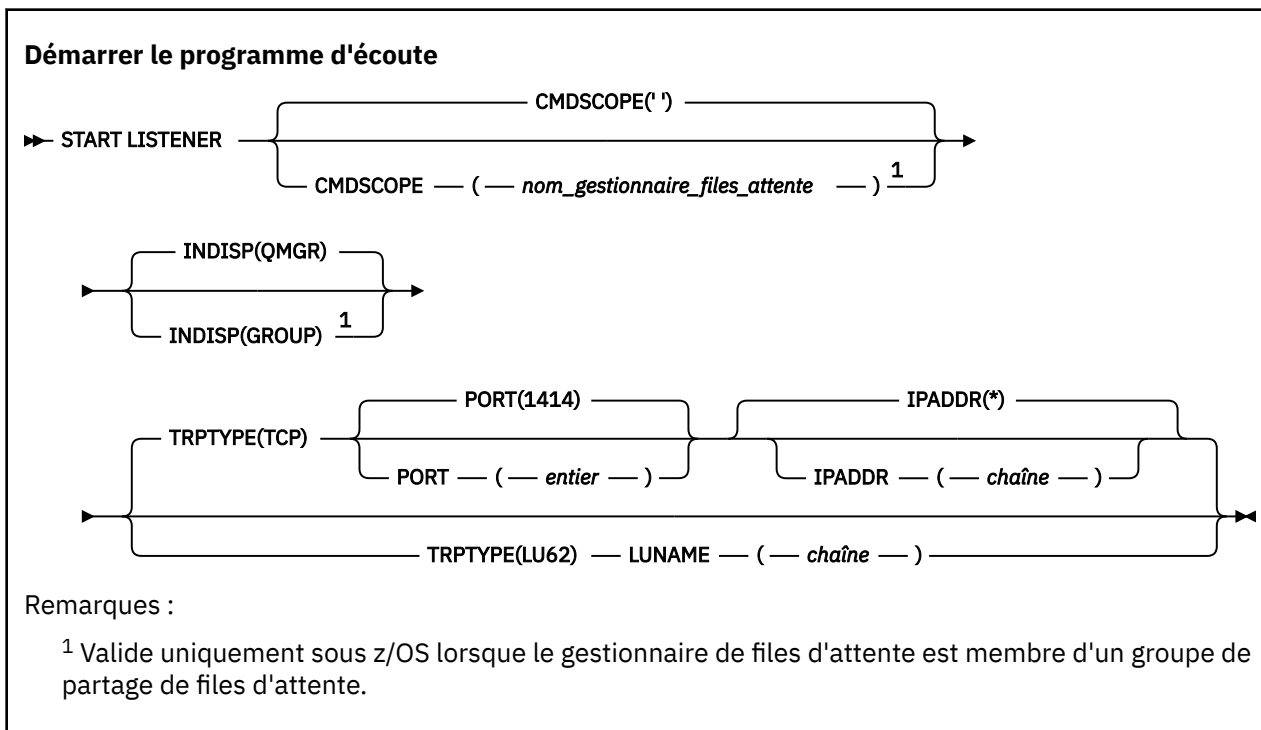 Démarrer le programme d'écoute
CMDSCOPE(' ')
START LISTENER
CMDSCOPE ( nom_gestionnaire_files_attente ) 1
INDISP(QMGR)
INDISP(GROUP) 1
PORT(1414) IPADDR(*)
TRPTYPE(TCP)
PORT ( entier ) IPADDR ( chaîne )
TRPTYPE(LU62) LUNAME ( chaîne )
Remarques :
1 Valide uniquement sous z/OS lorsque le gestionnaire de files d'attente est membre d'un groupe de
partage de files d'attente.